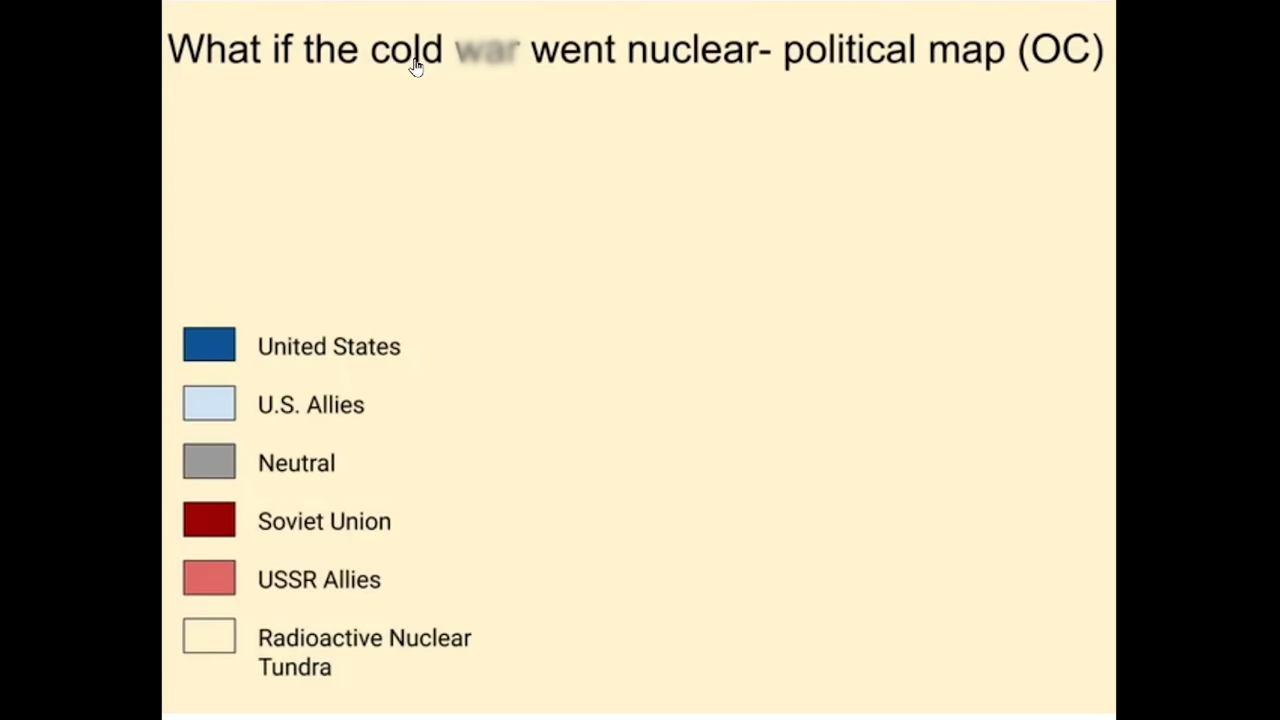 What if the cold war went nuclear- political map (OC)
United States
U.S. Allies
Neutral
Soviet Union
USSR Allies
Radioactive Nuclear
Tundra